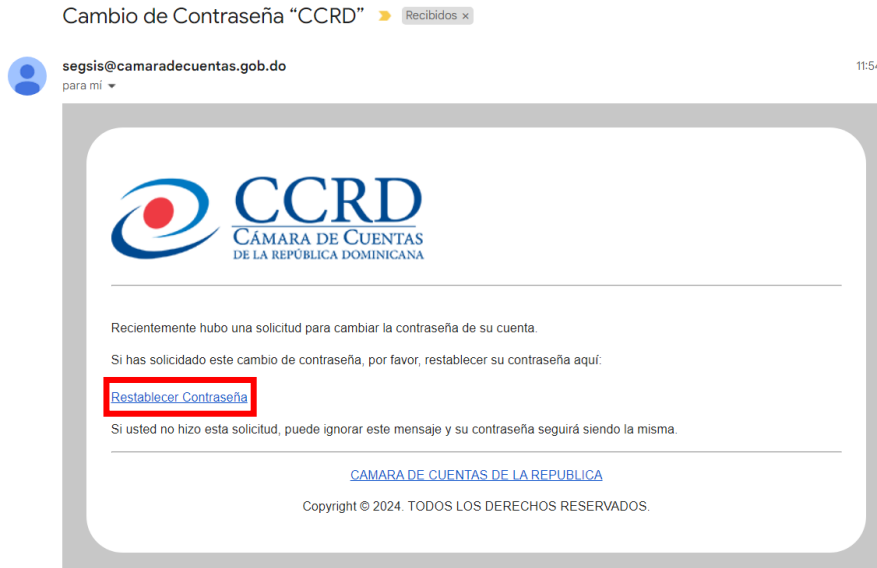 Cambio de Contraseña “CCRD”
Recibidos ×
segsis@camaradecuentas.gob.do
11:54
para mí
CCRD
CÁMARA DE CUENTAS
DE LA REPÚBLICA DOMINICANA
Recientemente hubo una solicitud para cambiar la contraseña de su cuenta.
Si has solicidado este cambio de contraseña, por favor, restablecer su contraseña aquí:
Restablecer Contraseña
Si usted no hizo esta solicitud, puede ignorar este mensaje y su contraseña seguirá siendo la misma.
CAMARA DE CUENTAS DE LA REPUBLICA
Copyright © 2024. TODOS LOS DERECHOS RESERVADOS.